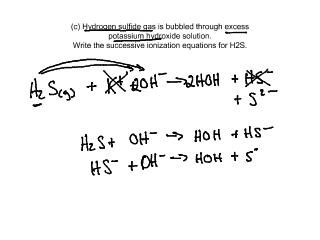 (c) Hydrogen sulfide gas is bubbled through excess
potassium hydroxide solution.
Write the successive ionization equations for H2S.
H₂S(g) + K⁺ 2OH⁻ → 2HOH + HS⁻
+ S²⁻
H₂S + OH⁻ → HOH + HS⁻
HS⁻ + OH⁻ → HOH + S